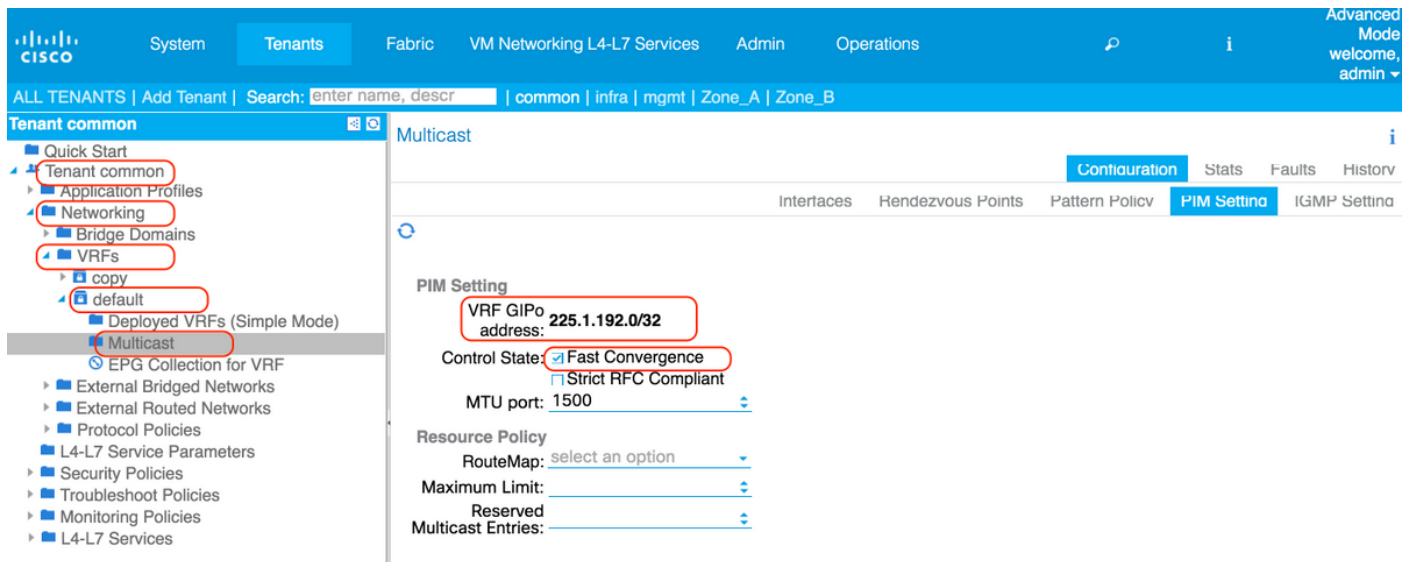 Advanced
Mode
welcome,
admin
CISCO System Tenants Fabric VM Networking L4-L7 Services Admin Operations i
ALL TENANTS | Add Tenant | Search: enter name, descr | common | infra | mgmt | Zone_A | Zone_B
Tenant common
Quick Start
Tenant common
Application Profiles
Networking
Bridge Domains
VRFs
copy
default
Deployed VRFs (Simple Mode)
Multicast
EPG Collection for VRF
External Bridged Networks
External Routed Networks
Protocol Policies
L4-L7 Service Parameters
Security Policies
Troubleshoot Policies
Monitoring Policies
L4-L7 Services
Multicast i
Configuration Stats Faults History
Interfaces Rendezvous Points Pattern Policy PIM Setting IGMP Setting
PIM Setting
VRF GIPo
address: 225.1.192.0/32
Control State: Fast Convergence
Strict RFC Compliant
MTU port: 1500
Resource Policy
RouteMap: select an option
Maximum Limit:
Reserved
Multicast Entries: